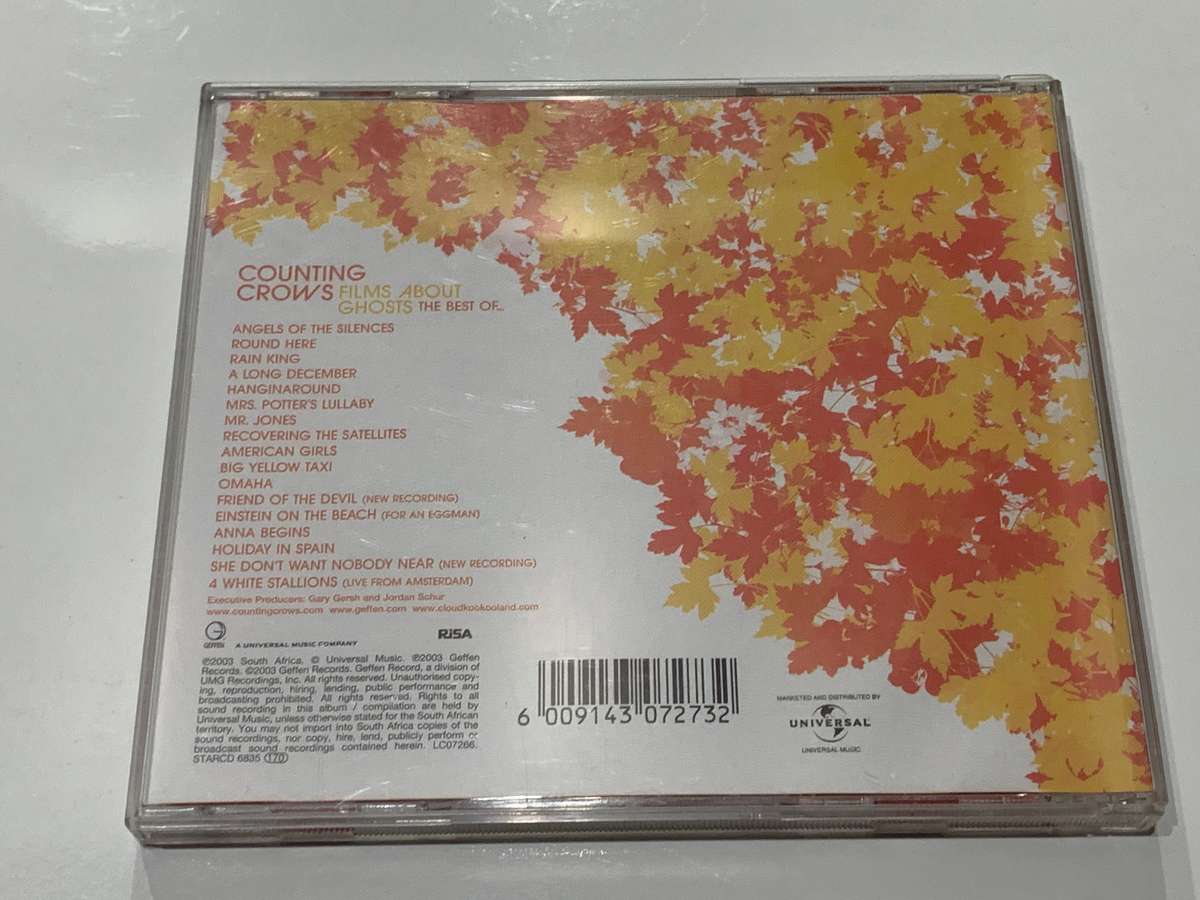 COUNTING
CROWS FILMS ABOUT
GHOSTS THE BEST OF...
ANGELS OF THE SILENCES
ROUND HERE
RAIN KING
A LONG DECEMBER
HANGINAROUND
MRS. POTTER'S LULLABY
MR. JONES
RECOVERING THE SATELLITES
AMERICAN GIRLS
BIG YELLOW TAXI
OMAHA
FRIEND OF THE DEVIL (NEW RECORDING)
EINSTEIN ON THE BEACH (FOR AN EGGMAN)
ANNA BEGINS
HOLIDAY IN SPAIN
SHE DON'T WANT NOBODY NEAR (NEW RECORDING)
4 WHITE STALLIONS (LIVE FROM AMSTERDAM)
Executive Producers: Gary Gersh and Jordan Schur
www.countingcrows.com www.geffen.com www.cloudkookooland.com
GEFFEN A UNIVERSAL MUSIC COMPANY RiSA
℗2003 South Africa. © Universal Music. ℗2003 Geffen
Records. ©2003 Geffen Records. Geffen Record, a division of
UMG Recordings, Inc. All rights reserved. Unauthorised copy-
ing, reproduction, hiring, lending, public performance and
broadcasting prohibited. All rights reserved. Rights to all
sound recording in this album / compilation are held by
Universal Music, unless otherwise stated for the South African
territory. You may not import into South Africa copies of the
sound recordings, nor copy, hire, lend, publicly perform or
broadcast sound recordings contained herein. LC07266.
STARCD 6835 170
6 009143 072732
MARKETED AND DISTRIBUTED BY
UNIVERSAL
UNIVERSAL MUSIC